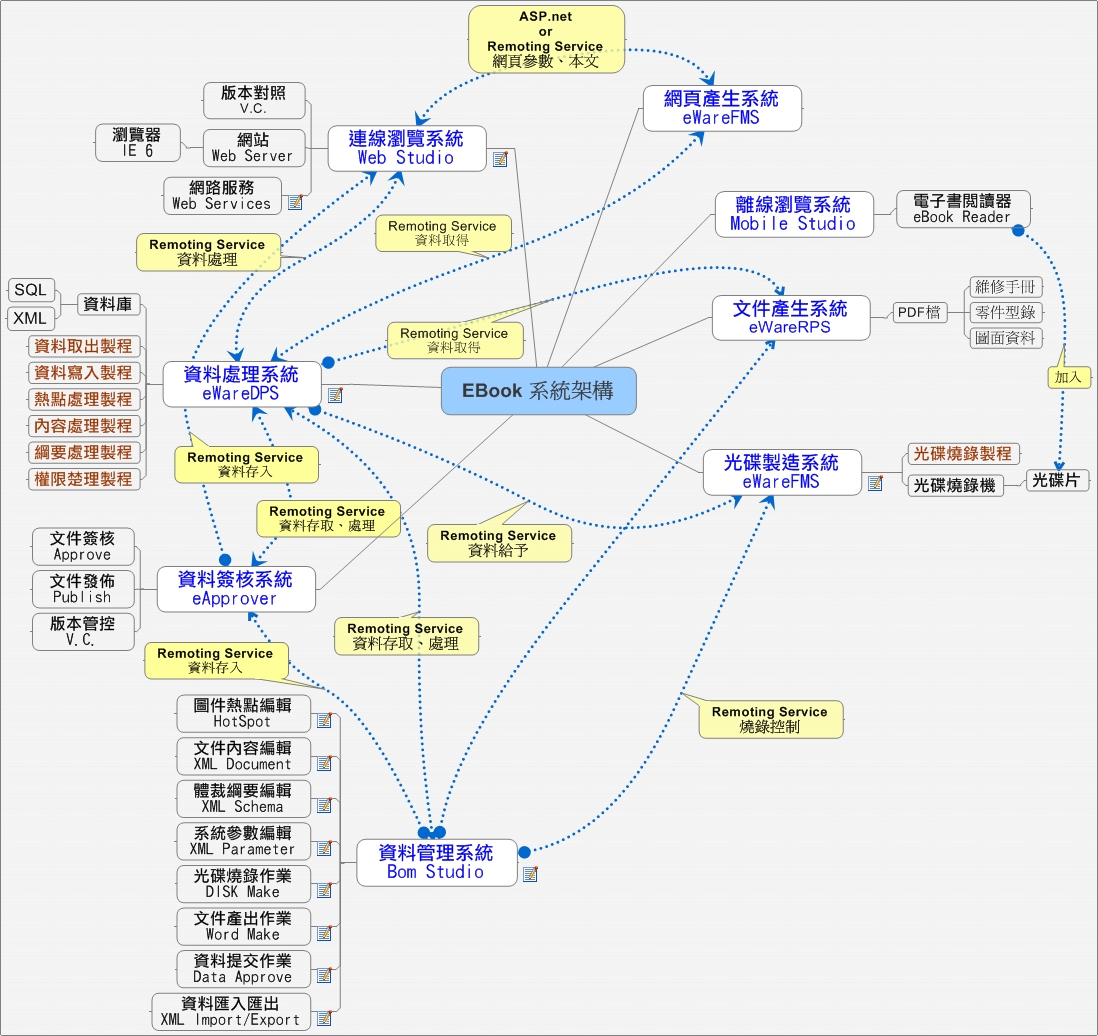 ASP.net
or
Remoting Service
網頁參數、本文
網頁產生系統
eWareFMS
版本對照
V.C.
瀏覽器
IE 6
網站
Web Server
網路服務
Web Services
連線瀏覽系統
Web Studio
離線瀏覽系統
Mobile Studio
電子書閱讀器
eBook Reader
Remoting Service
資料處理
Remoting Service
資料取得
Remoting Service
資料取得
SQL
XML
資料庫
資料取出製程
資料寫入製程
熱點處理製程
內容處理製程
綱要處理製程
權限楚理製程
資料處理系統
eWareDPS
EBook 系統架構
文件產生系統
eWareRPS
PDF檔
維修手冊
零件型錄
圖面資料
加入
Remoting Service
資料存入
Remoting Service
資料存取、處理
Remoting Service
資料給予
光碟製造系統
eWareFMS
光碟燒錄製程
光碟燒錄機
光碟片
文件簽核
Approve
文件發佈
Publish
版本管控
V.C.
資料簽核系統
eApprover
Remoting Service
資料存入
Remoting Service
資料存取、處理
Remoting Service
燒錄控制
圖件熱點編輯
HotSpot
文件內容編輯
XML Document
體裁綱要編輯
XML Schema
系統參數編輯
XML Parameter
光碟燒錄作業
DISK Make
文件產出作業
Word Make
資料提交作業
Data Approve
資料匯入匯出
XML Import/Export
資料管理系統
Bom Studio